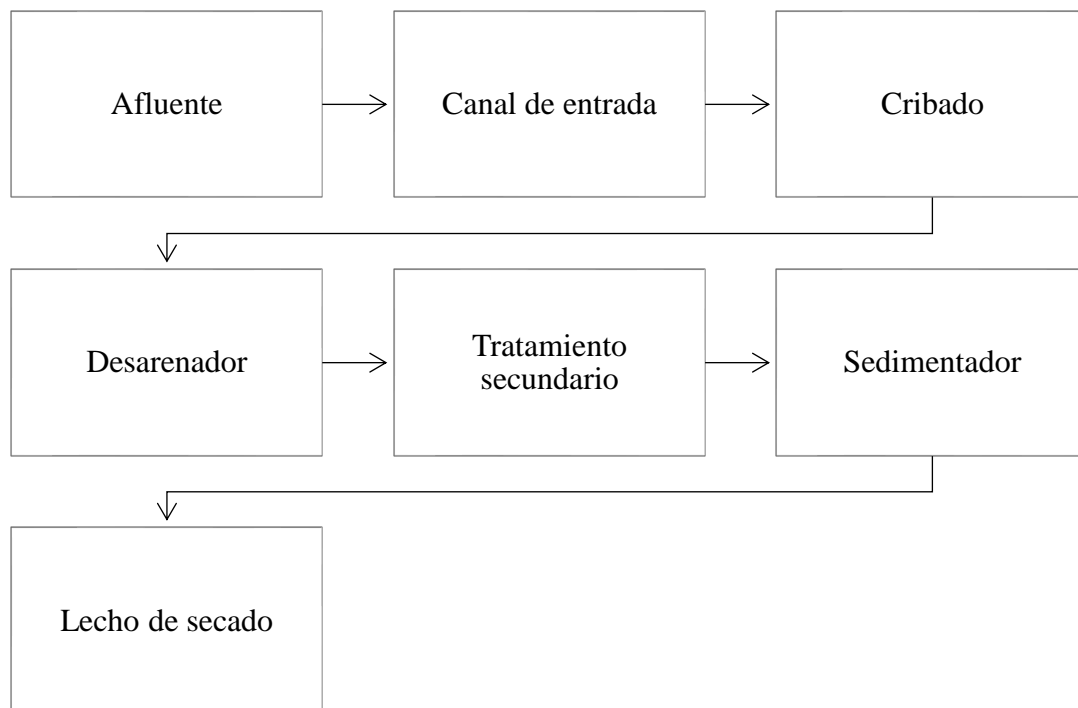 Afluente
Canal de entrada
Cribado
Desarenador
Tratamiento
secundario
Sedimentador
Lecho de secado